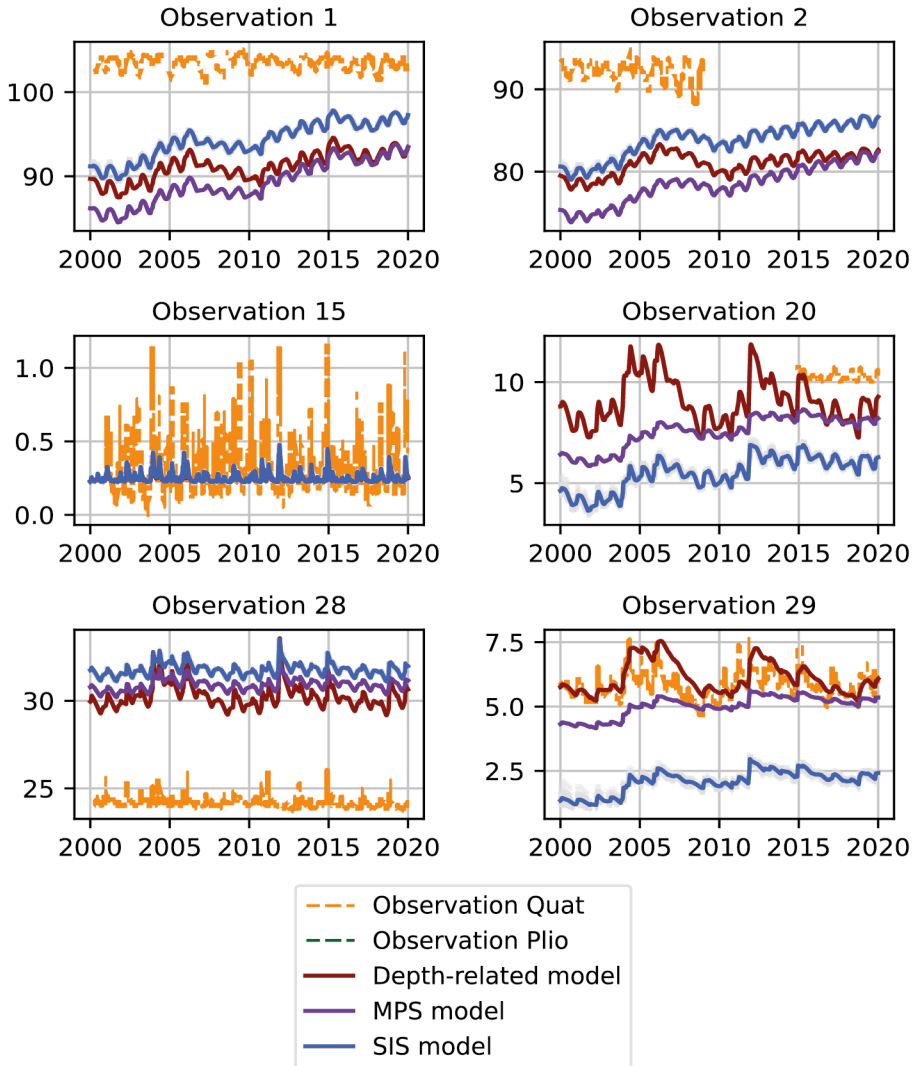 Observation 1
Observation 2
100
90
2000 2005 2010 2015 2020
90
80
2000 2005 2010 2015 2020
Observation 15
Observation 20
1.0
0.5
0.0
2000 2005 2010 2015 2020
10
5
2000 2005 2010 2015 2020
Observation 28
Observation 29
30
25
2000 2005 2010 2015 2020
7.5
5.0
2.5
2000 2005 2010 2015 2020
Observation Quat
Observation Plio
Depth-related model
MPS model
SIS model